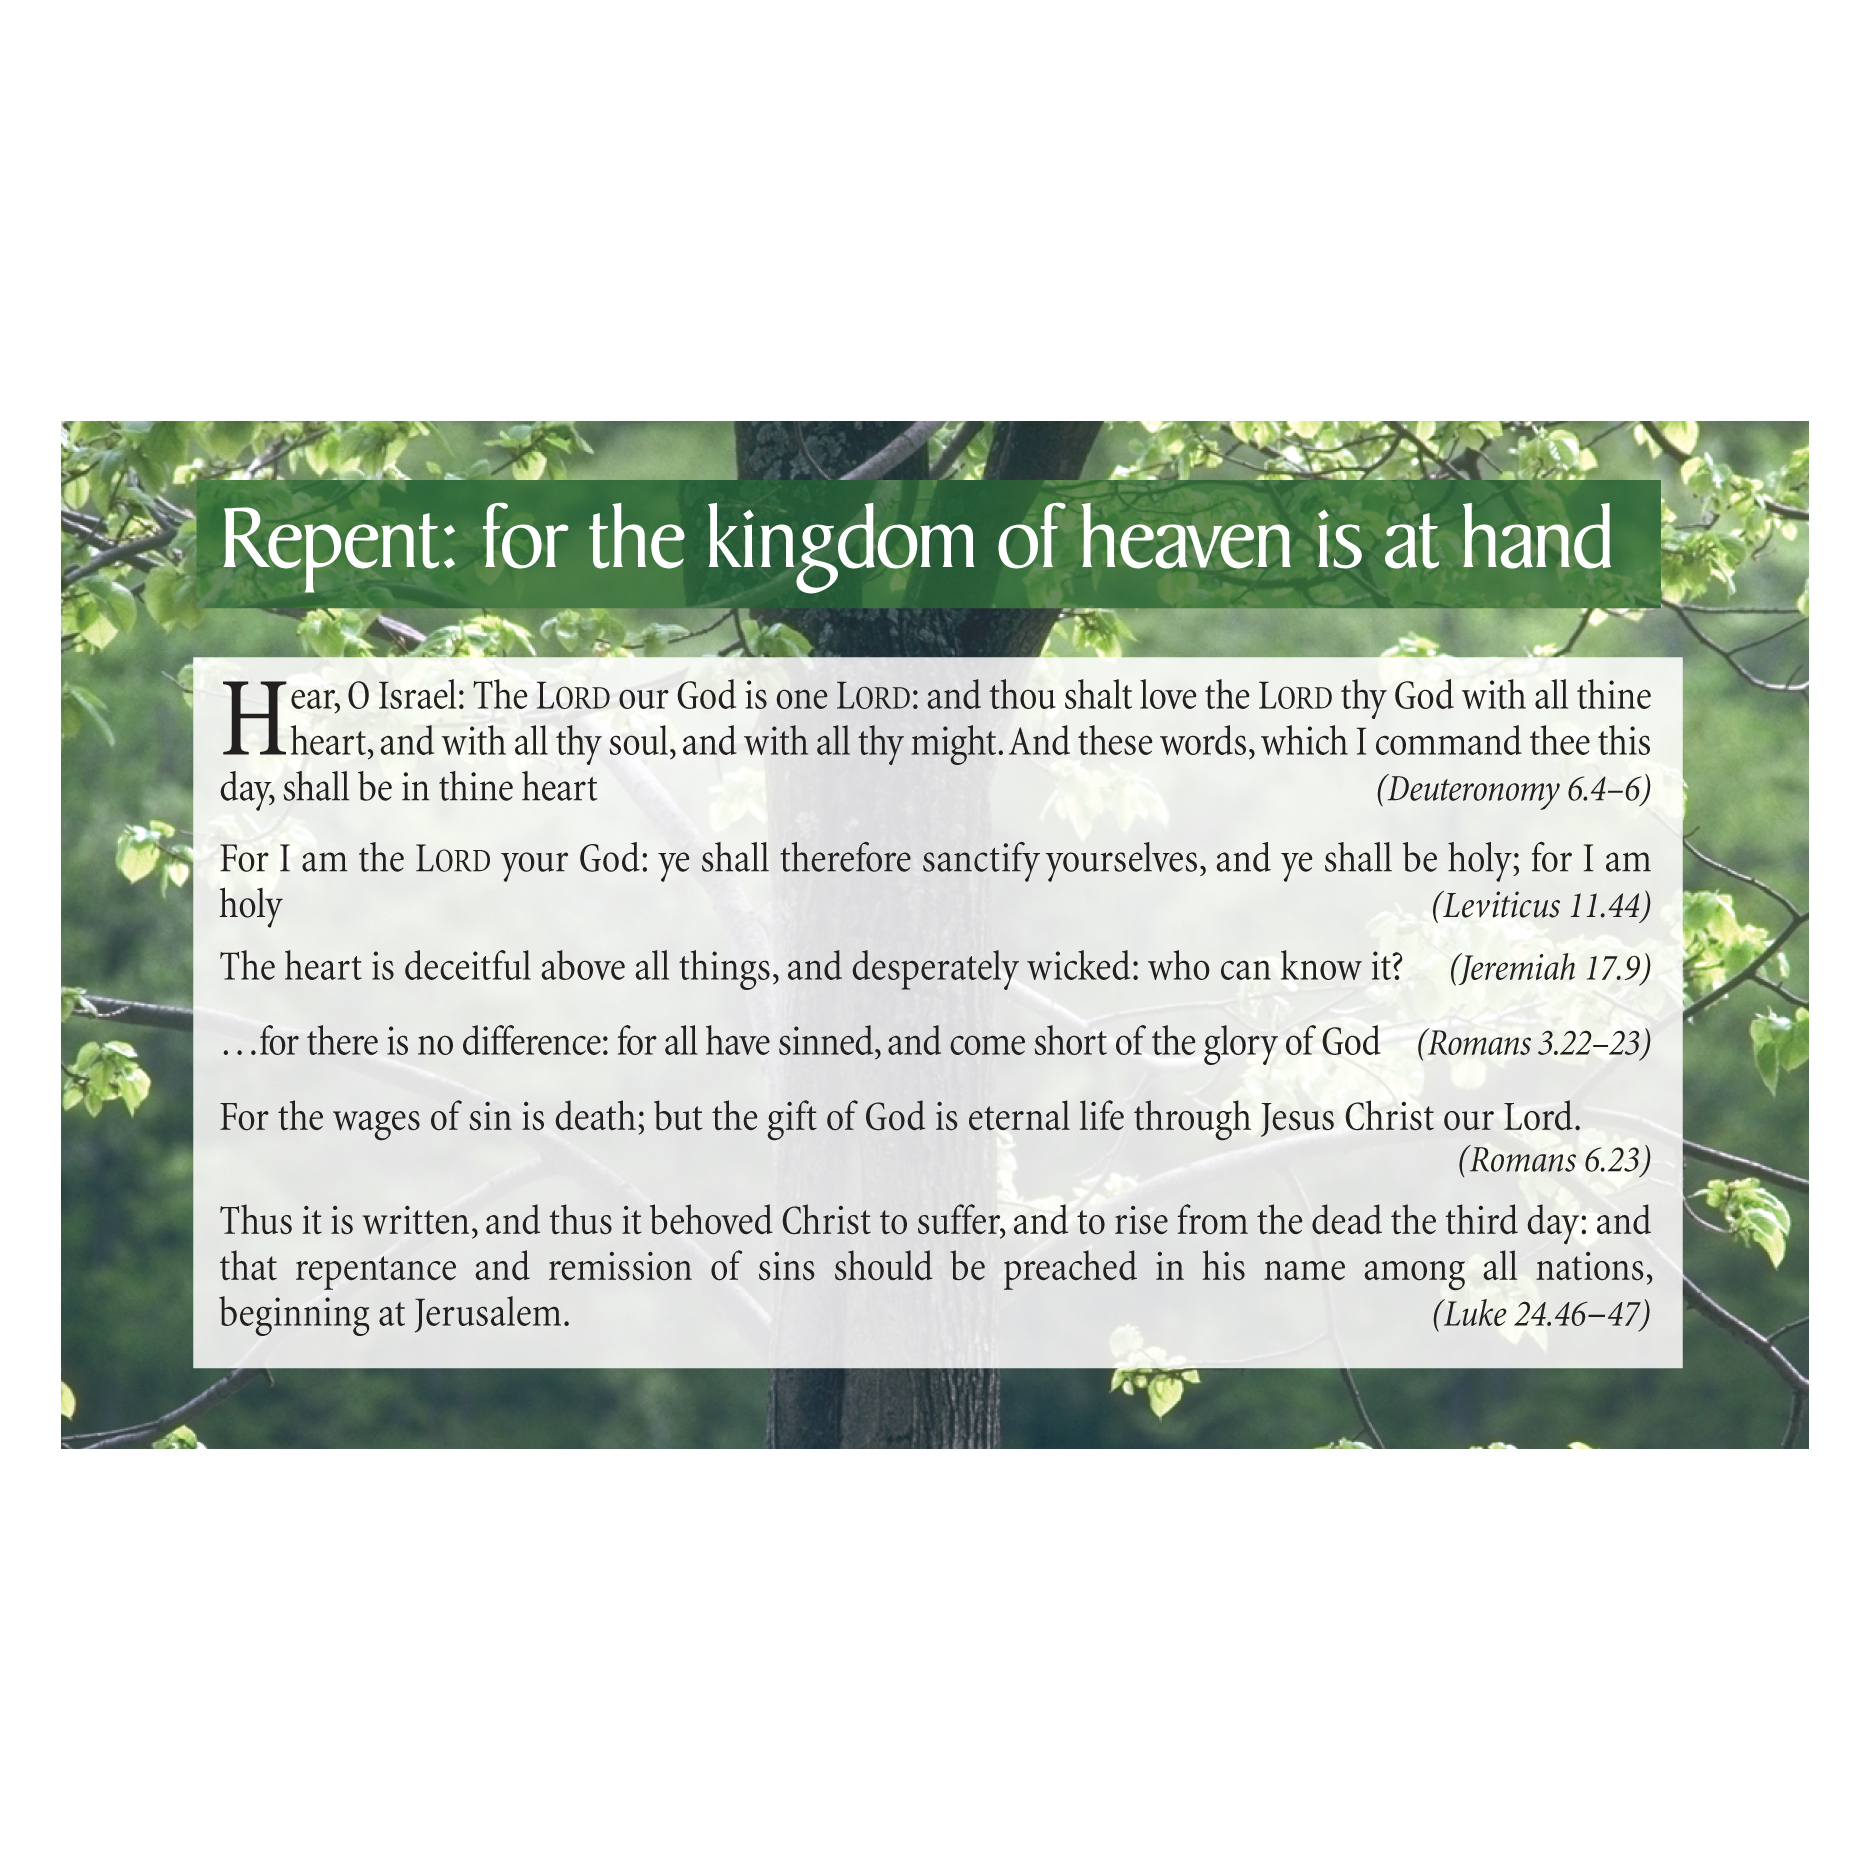 Repent: for the kingdom of heaven is at hand
Hear, O Israel: The LORD our God is one LORD: and thou shalt love the LORD thy God with all thine
heart, and with all thy soul, and with all thy might. And these words, which I command thee this
day, shall be in thine heart (Deuteronomy 6.4–6)
For I am the LORD your God: ye shall therefore sanctify yourselves, and ye shall be holy; for I am
holy (Leviticus 11.44)
The heart is deceitful above all things, and desperately wicked: who can know it? (Jeremiah 17.9)
…for there is no difference: for all have sinned, and come short of the glory of God (Romans 3.22–23)
For the wages of sin is death; but the gift of God is eternal life through Jesus Christ our Lord.
(Romans 6.23)
Thus it is written, and thus it behoved Christ to suffer, and to rise from the dead the third day: and
that repentance and remission of sins should be preached in his name among all nations,
beginning at Jerusalem. (Luke 24.46–47)